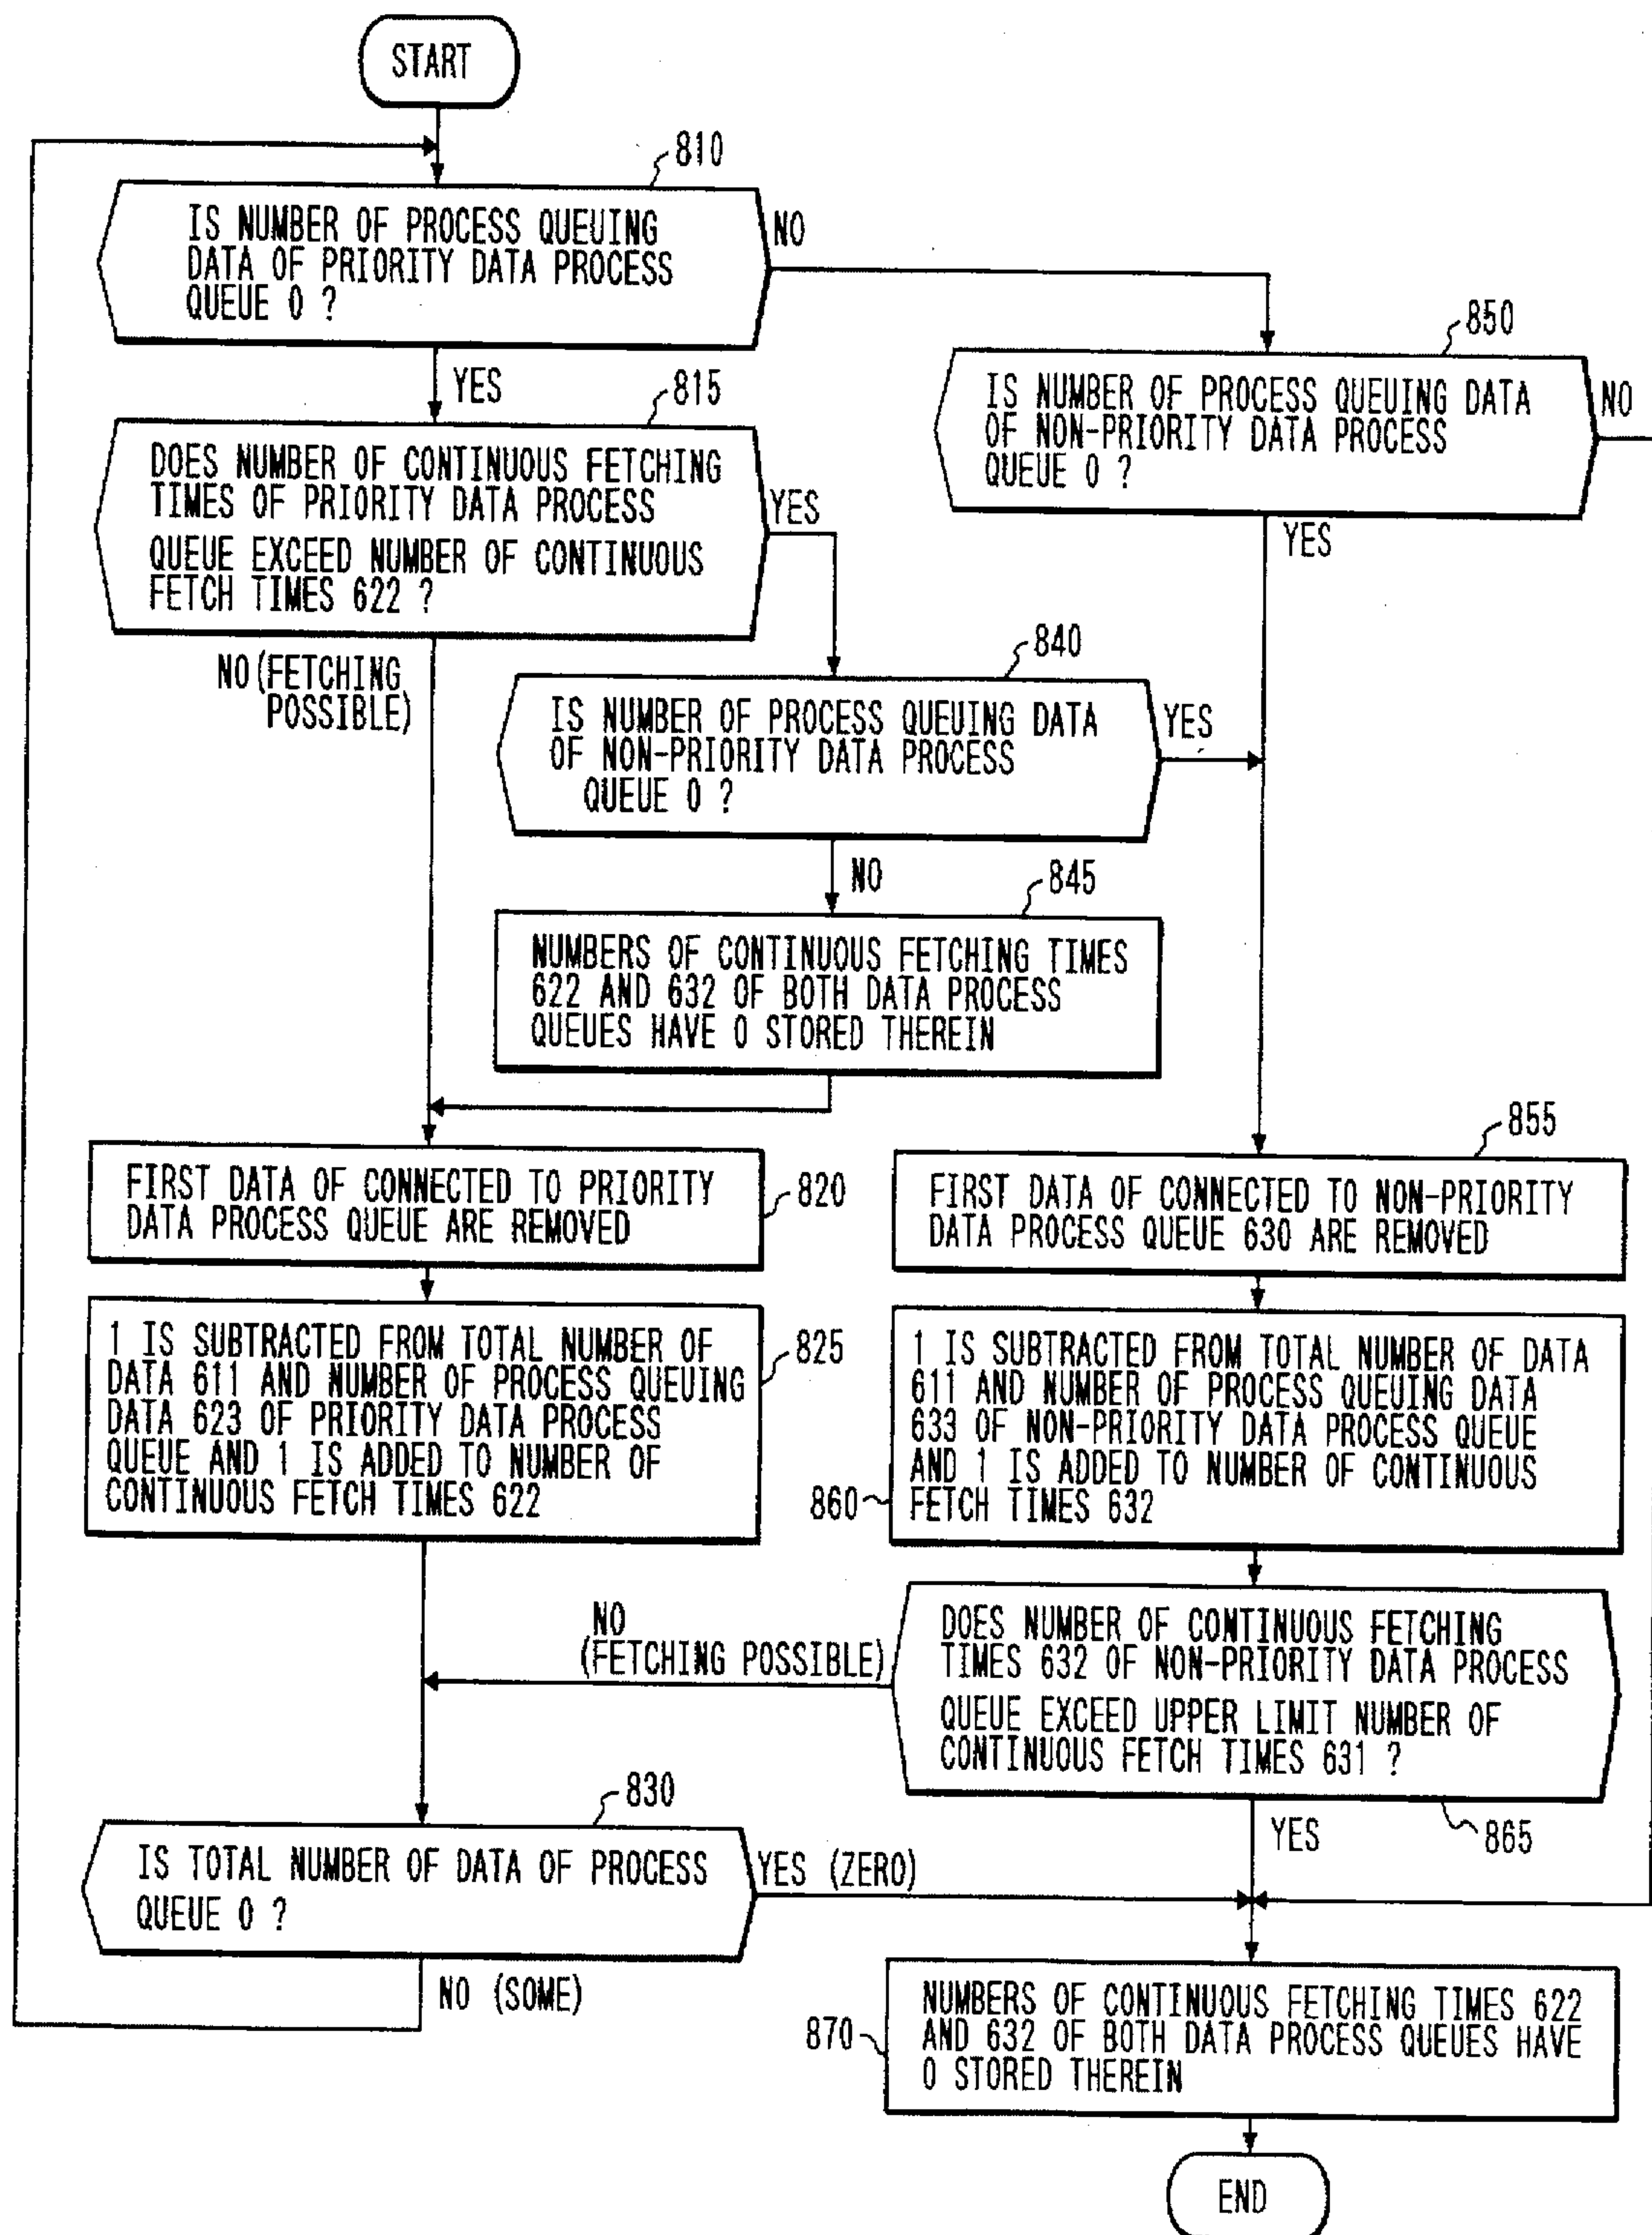 START
810
IS NUMBER OF PROCESS QUEUING
DATA OF PRIORITY DATA PROCESS
QUEUE 0 ?
NO
YES
850
IS NUMBER OF PROCESS QUEUING DATA
OF NON-PRIORITY DATA PROCESS
QUEUE 0 ?
NO
YES
815
DOES NUMBER OF CONTINUOUS FETCHING
TIMES OF PRIORITY DATA PROCESS
QUEUE EXCEED NUMBER OF CONTINUOUS
FETCH TIMES 622 ?
YES
NO (FETCHING
POSSIBLE)
840
IS NUMBER OF PROCESS QUEUING DATA
OF NON-PRIORITY DATA PROCESS
QUEUE 0 ?
YES
NO
845
NUMBERS OF CONTINUOUS FETCHING TIMES
622 AND 632 OF BOTH DATA PROCESS
QUEUES HAVE 0 STORED THEREIN
FIRST DATA OF CONNECTED TO PRIORITY
DATA PROCESS QUEUE ARE REMOVED
820
855
FIRST DATA OF CONNECTED TO NON-PRIORITY
DATA PROCESS QUEUE 630 ARE REMOVED
1 IS SUBTRACTED FROM TOTAL NUMBER OF
DATA 611 AND NUMBER OF PROCESS QUEUING
DATA 623 OF PRIORITY DATA PROCESS
QUEUE AND 1 IS ADDED TO NUMBER OF
CONTINUOUS FETCH TIMES 622
825
1 IS SUBTRACTED FROM TOTAL NUMBER OF DATA
611 AND NUMBER OF PROCESS QUEUING DATA
633 OF NON-PRIORITY DATA PROCESS QUEUE
AND 1 IS ADDED TO NUMBER OF CONTINUOUS
FETCH TIMES 632
860
DOES NUMBER OF CONTINUOUS FETCHING
TIMES 632 OF NON-PRIORITY DATA PROCESS
QUEUE EXCEED UPPER LIMIT NUMBER OF
CONTINUOUS FETCH TIMES 631 ?
NO
(FETCHING POSSIBLE)
YES
865
830
IS TOTAL NUMBER OF DATA OF PROCESS
QUEUE 0 ?
YES (ZERO)
NO (SOME)
870
NUMBERS OF CONTINUOUS FETCHING TIMES 622
AND 632 OF BOTH DATA PROCESS QUEUES HAVE
0 STORED THEREIN
END